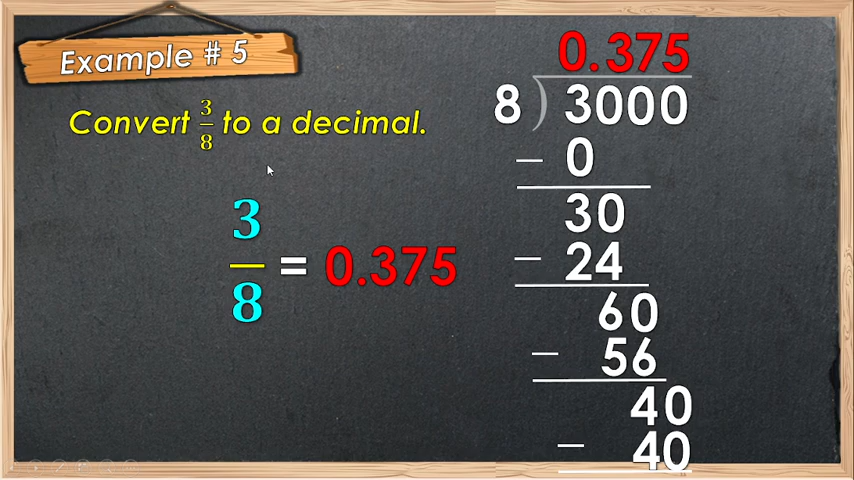 Example # 5
Convert 3/8 to a decimal.
3/8 = 0.375
0.375
8 ) 3000
− 0
30
− 24
60
− 56
40
− 40